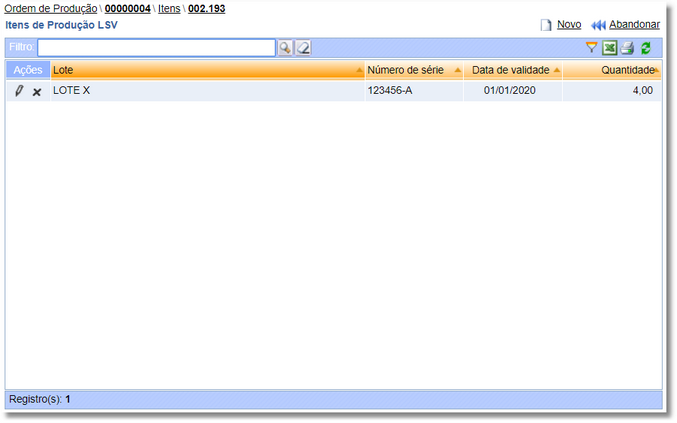 Ordem de Produção \ 00000004 \ Itens \ 002.193
Itens de Produção LSV
Novo Abandonar
Filtro:
Ações Lote Número de série Data de validade Quantidade
LOTE X 123456-A 01/01/2020 4,00
Registro(s): 1